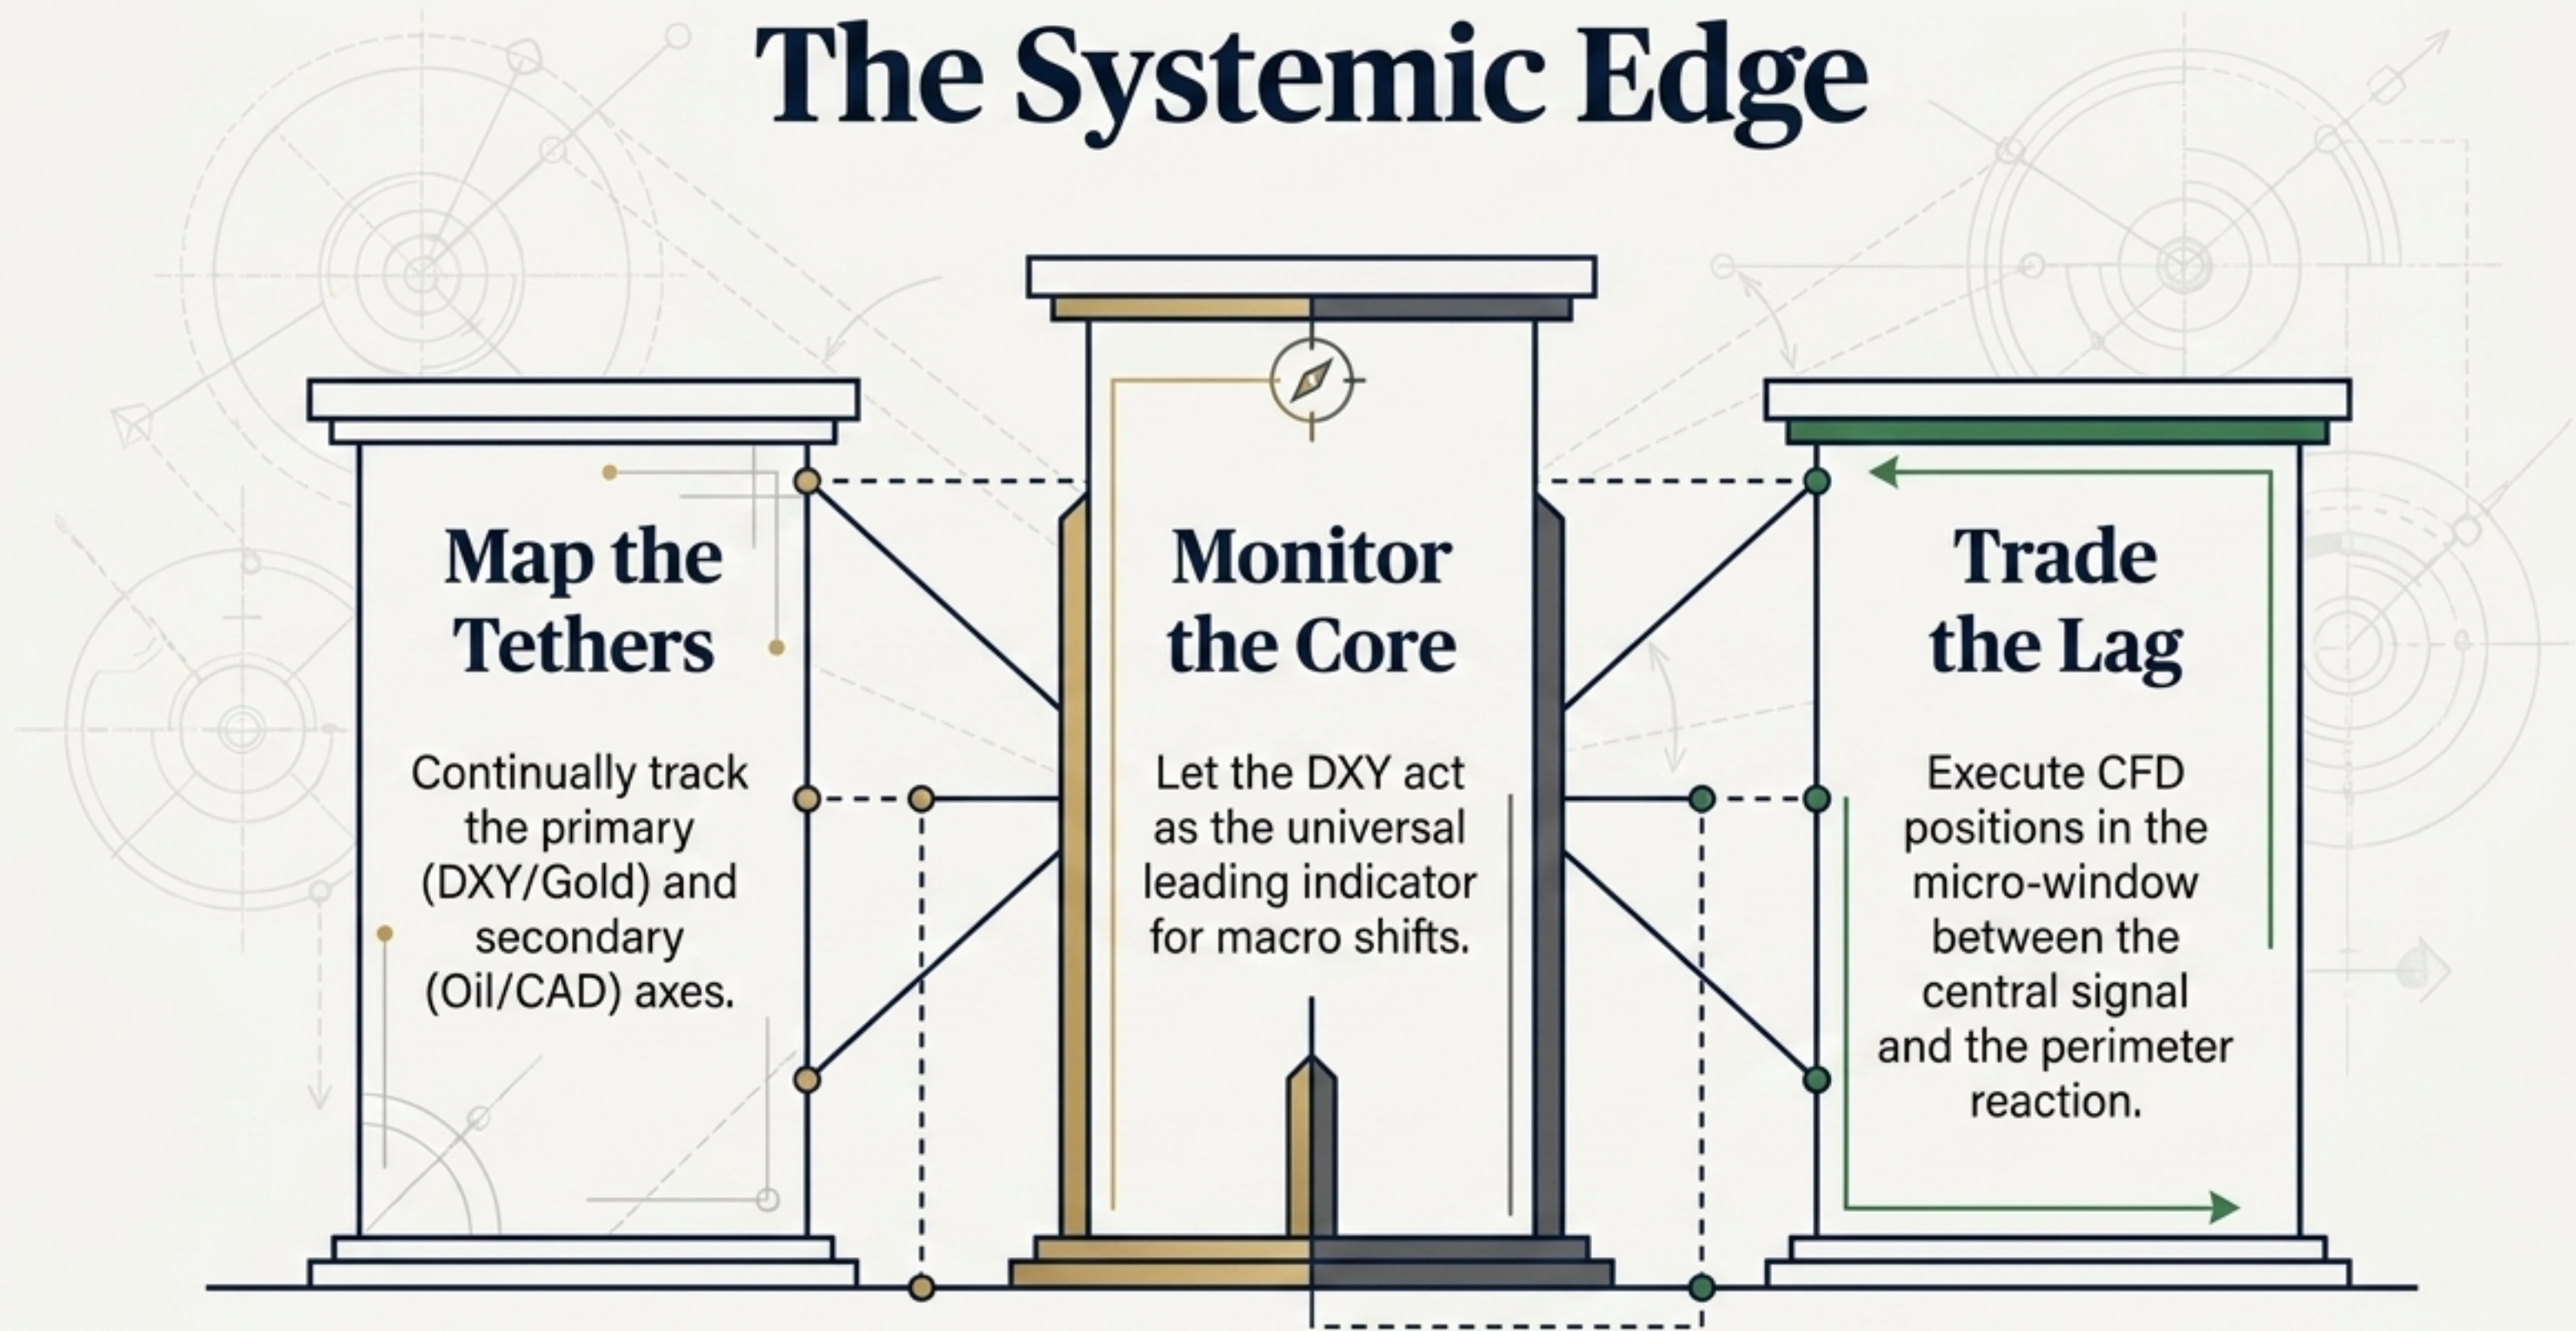 The Systemic Edge
Map the
Tethers
Continually track
the primary
(DXY/Gold) and
secondary
(Oil/CAD) axes.
Monitor
the Core
Let the DXY act
as the universal
leading indicator
for macro shifts.
Trade
the Lag
Execute CFD
positions in the
micro-window
between the
central signal
and the perimeter
reaction.